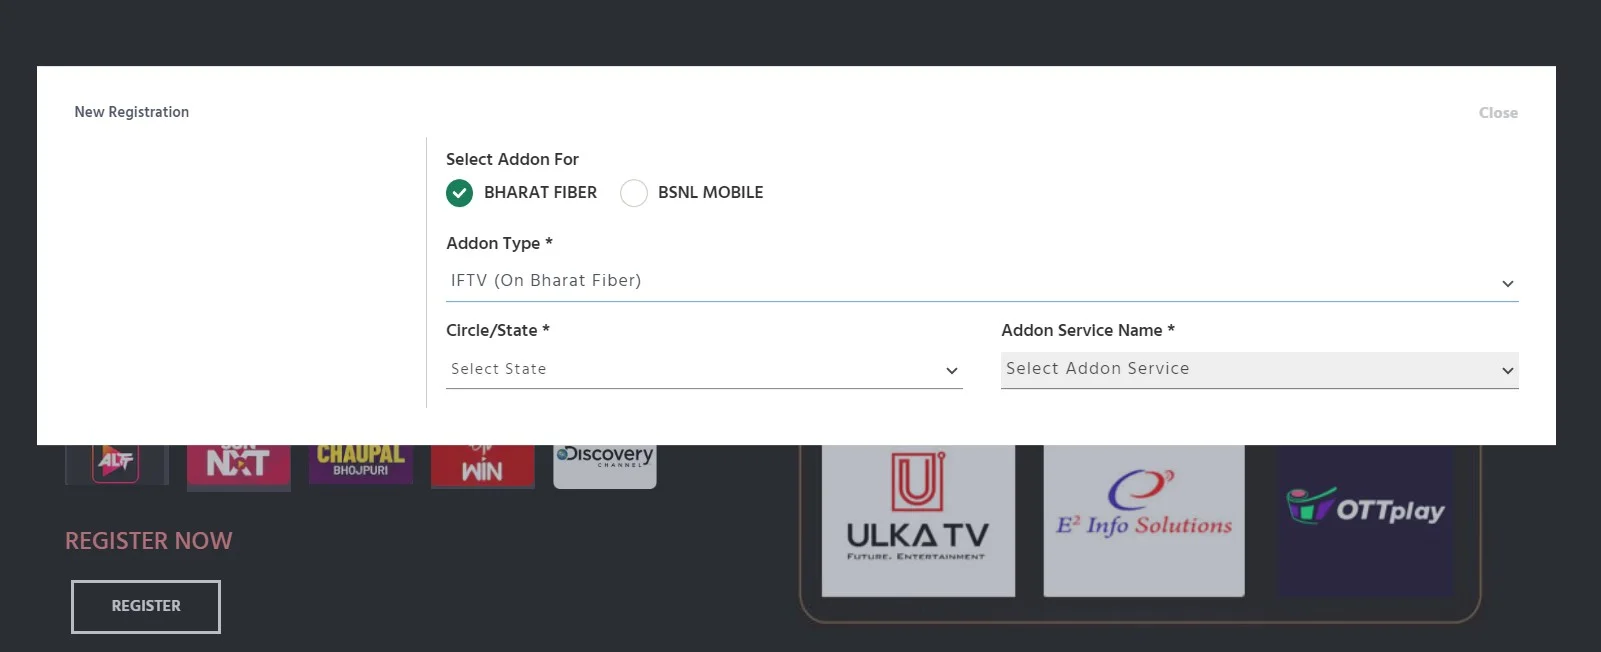 New Registration
Close
Select Addon For
BHARAT FIBER
BSNL MOBILE
Addon Type *
IFTV (On Bharat Fiber)
Circle/State *
Addon Service Name *
Select State
Select Addon Service
ALTT
NXT
CHAUPAL
BHOJPURI
WIN
Discovery
CHANNEL
REGISTER NOW
REGISTER
ULKA TV
FUTURE. ENTERTAINMENT
E² Info Solutions
OTTplay